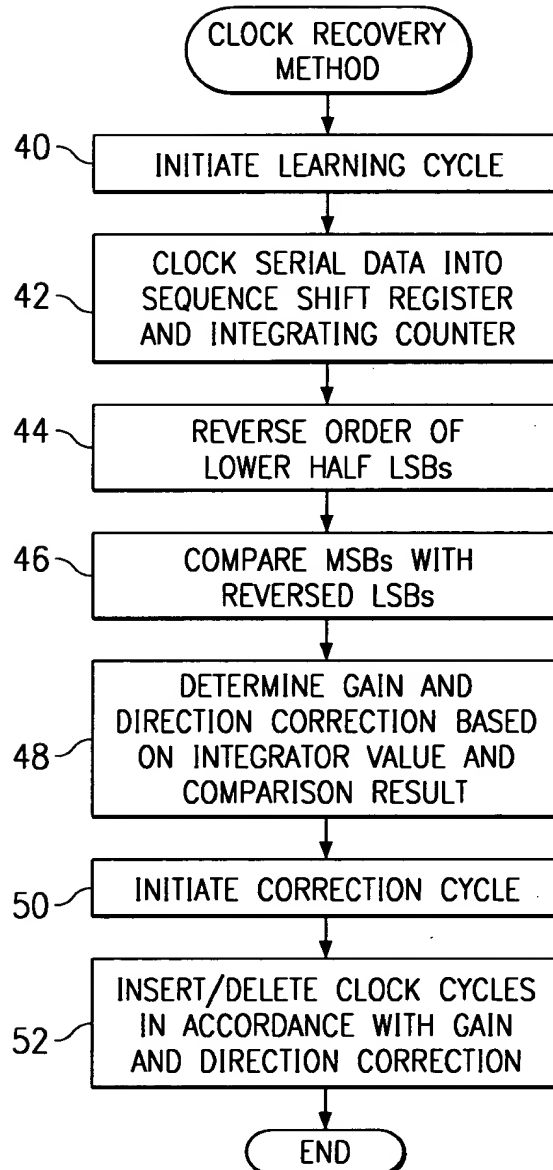 CLOCK RECOVERY
METHOD
40
INITIATE LEARNING CYCLE
42
CLOCK SERIAL DATA INTO
SEQUENCE SHIFT REGISTER
AND INTEGRATING COUNTER
44
REVERSE ORDER OF
LOWER HALF LSBs
46
COMPARE MSBs WITH
REVERSED LSBs
48
DETERMINE GAIN AND
DIRECTION CORRECTION BASED
ON INTEGRATOR VALUE AND
COMPARISON RESULT
50
INITIATE CORRECTION CYCLE
52
INSERT/DELETE CLOCK CYCLES
IN ACCORDANCE WITH GAIN
AND DIRECTION CORRECTION
END